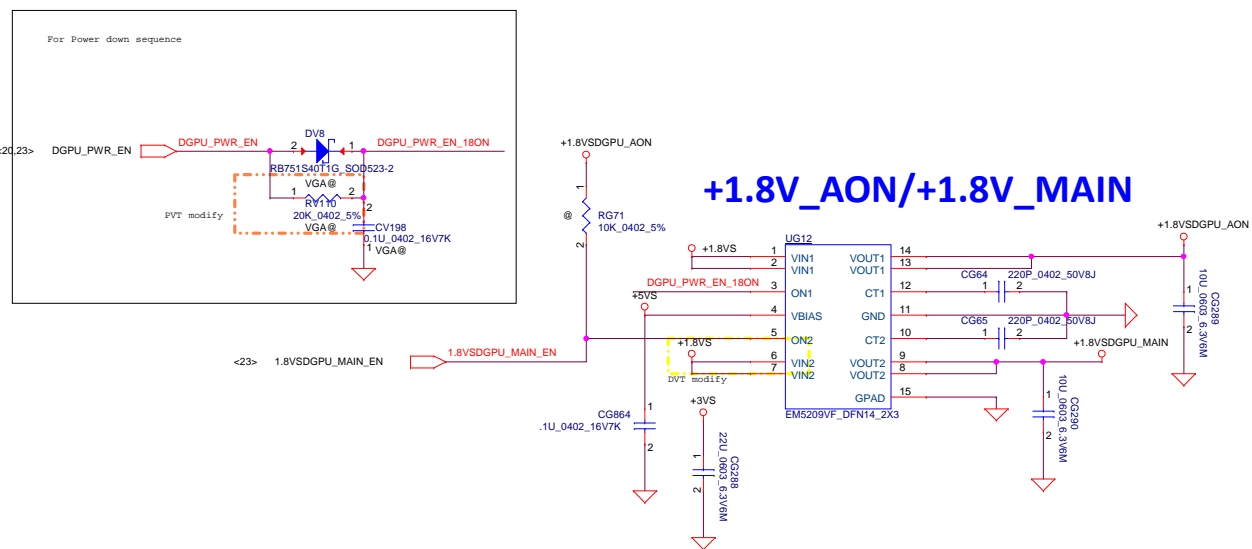 For Power down sequence
DV8
<20,23>
DGPU_PWR_EN
DGPU_PWR_EN
2
1
DGPU_PWR_EN_18ON
RB751S40T1G_SOD523-2
VGA@
1
2
RV110
20K_0402_5%
VGA@
PVT modify
2
CV198
0.1U_0402_16V7K
1
VGA@
+1.8VSDGPU_AON
1
@
RG71
10K_0402_5%
2
+1.8V_AON/+1.8V_MAIN
+1.8VSDGPU_AON
UG12
+1.8VS
1
VIN1
VOUT1
14
2
VIN1
VOUT1
13
DGPU_PWR_EN_18ON
3
ON1
CT1
12
CG64
220P_0402_50V8J
1
2
+5VS
4
VBIAS
GND
11
5
ON2
CT2
10
CG65
220P_0402_50V8J
1
2
+1.8VS
6
VIN2
VOUT2
9
7
VIN2
VOUT2
8
+1.8VSDGPU_MAIN
DVT modify
GPAD
15
EM5209VF_DFN14_2X3
1
2
CG289
10U_0603_6.3V6M
1
2
CG290
10U_0603_6.3V6M
<23>
1.8VSDGPU_MAIN_EN
1.8VSDGPU_MAIN_EN
CG864
1
.1U_0402_16V7K
2
+3VS
1
2
CG288
22U_0603_6.3V6M